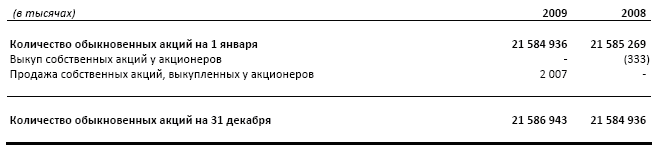 (в тысячах) 2009 2008
Количество обыкновенных акций на 1 января 21 584 936 21 585 269
Выкуп собственных акций у акционеров - (333)
Продажа собственных акций, выкупленных у акционеров 2 007 -
Количество обыкновенных акций на 31 декабря 21 586 943 21 584 936